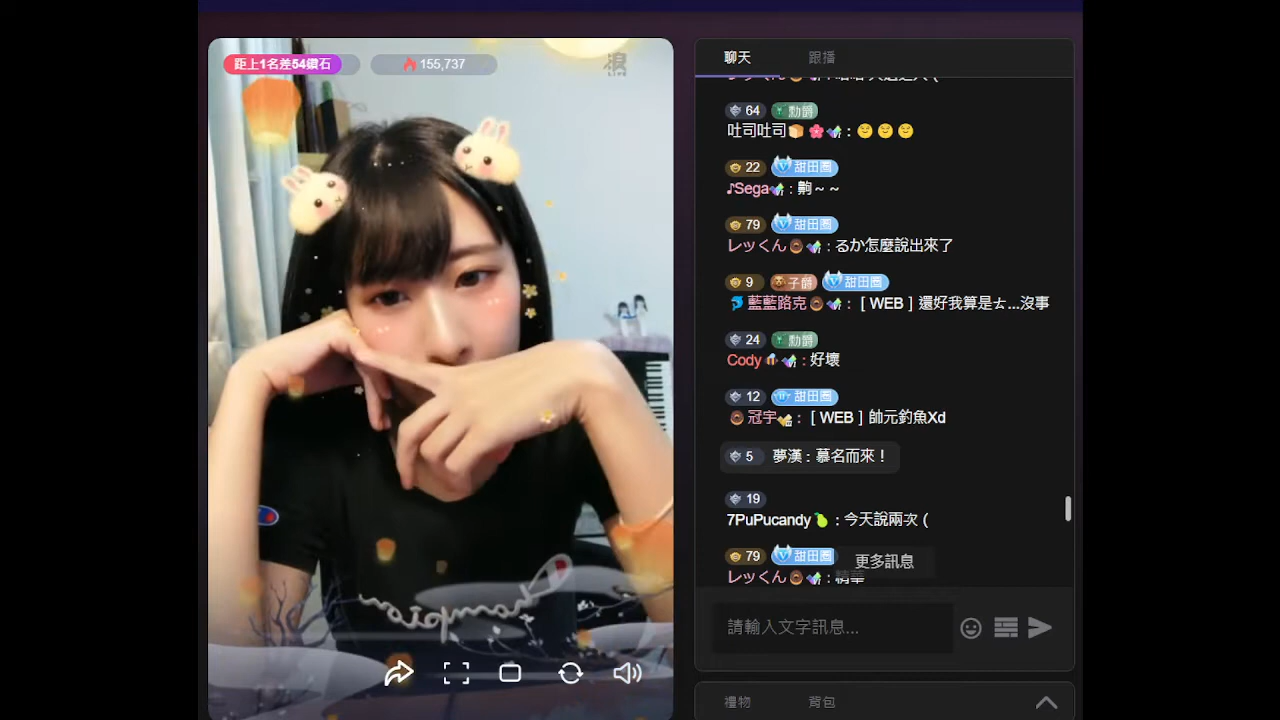 距上1名差54鑽石
155,737
浪
LIVE
Champion
聊天
跟播
64 勳爵
吐司吐司 :
22 甜田圈
♪Sega : 齁~~
79 甜田圈
レッくん : るか怎麼說出來了
9 子爵 甜田圈
藍藍路克 : [ WEB ] 還好我算是ㄊ...沒事
24 勳爵
Cody : 好壞
12 甜田圈
冠宇 : [ WEB ] 帥元釣魚Xd
5 夢漢 : 慕名而來！
19
7PuPucandy : 今天說兩次 (
79 甜田圈
更多訊息
レッくん : 精華
請輸入文字訊息...
禮物
背包